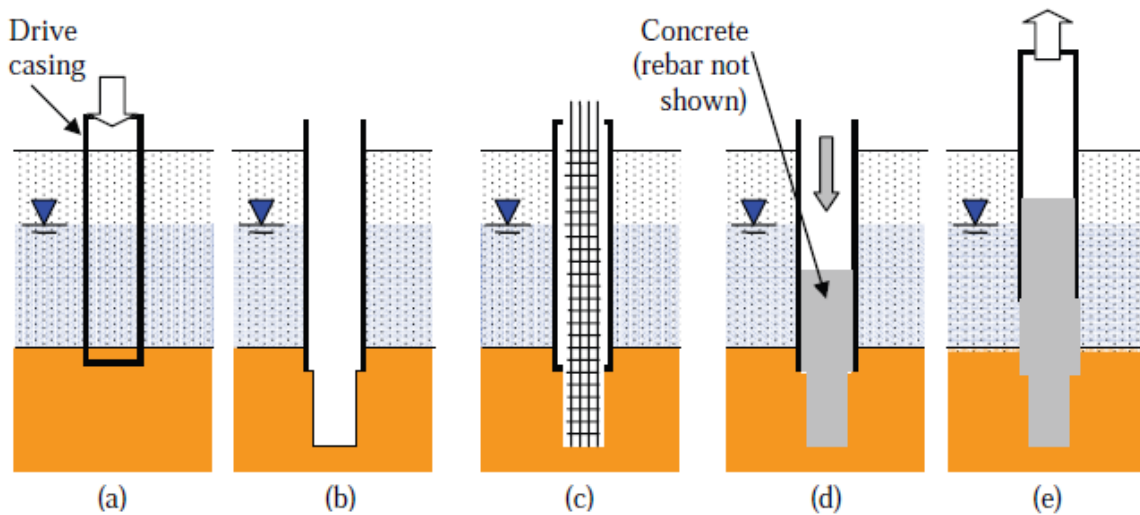 Drive
casing
Concrete
(rebar not
shown)
(a)
(b)
(c)
(d)
(e)